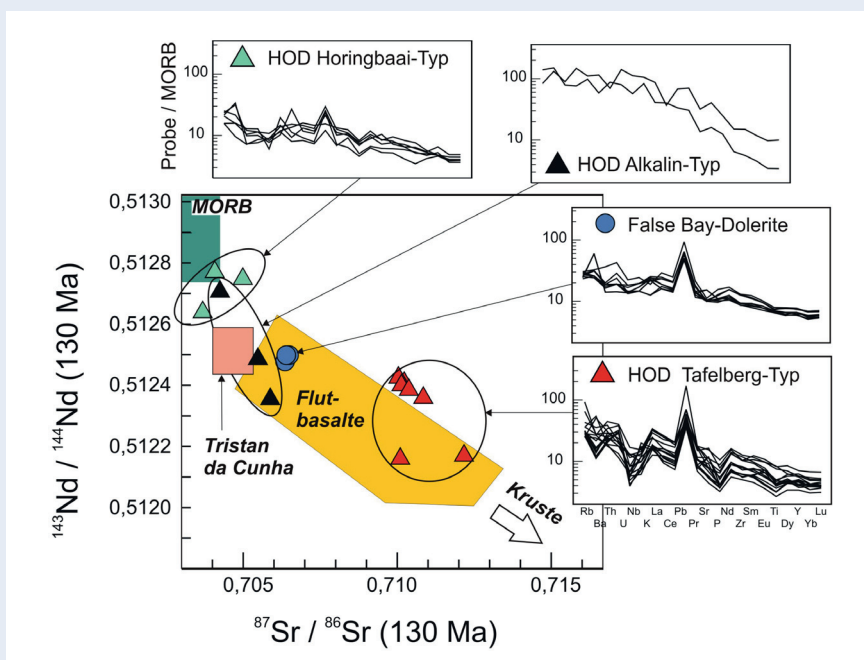 HOD Horingbaai-Typ
100
10
Probe / MORB
100
10
HOD Alkalin-Typ
False Bay-Dolerite
100
10
HOD Tafelberg-Typ
100
10
Rb Th Nb La Pb Sr Nd Sm Ti Y Lu
Ba U K Ce Pr P Zr Eu Dy Yb
0,5130
0,5128
0,5126
0,5124
0,5122
0,5120
¹⁴³Nd / ¹⁴⁴Nd (130 Ma)
MORB
Flut-
basalte
Tristan
da Cunha
Kruste
0,705
0,710
0,715
⁸⁷Sr / ⁸⁶Sr (130 Ma)